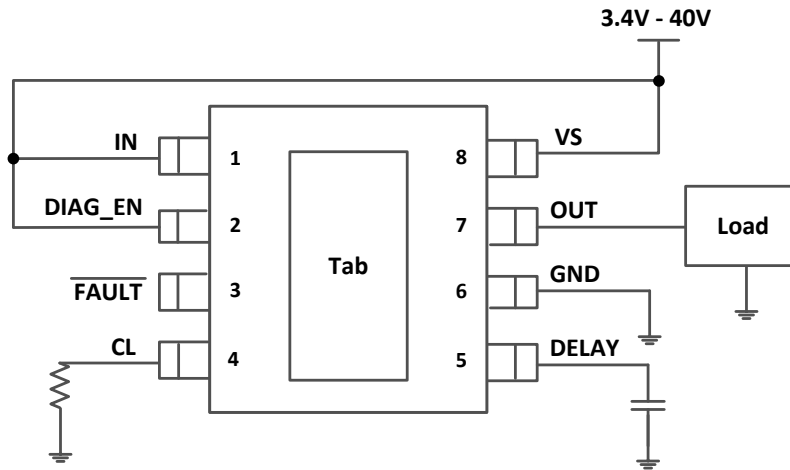 3.4V - 40V
IN
1
8
VS
DIAG_EN
2
7
OUT
Load
Tab
FAULT
3
6
GND
CL
4
5
DELAY